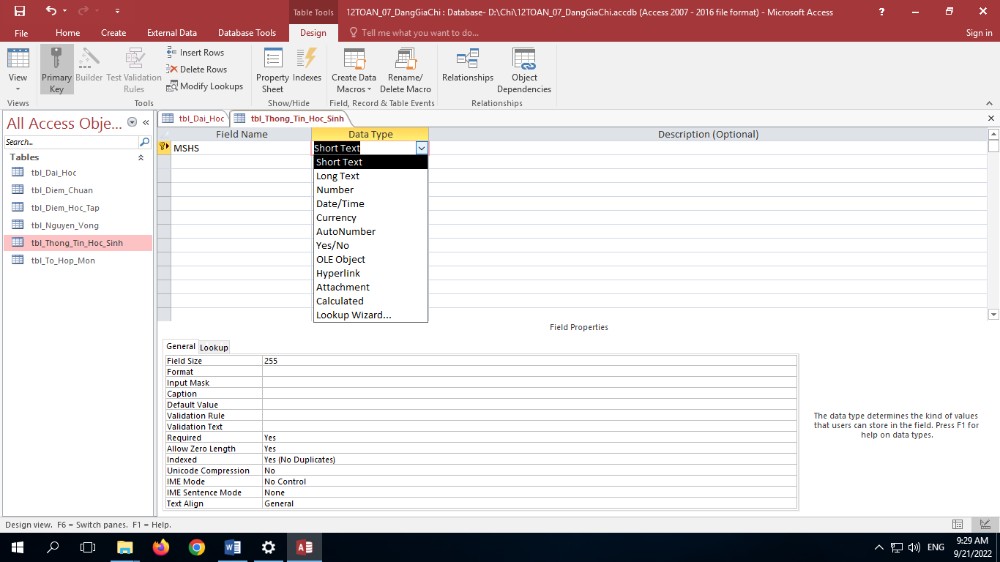 Table Tools
12TOAN_07_DangGiaChi : Database- D:\Chi\12TOAN_07_DangGiaChi.accdb (Access 2007 - 2016 file format) - Microsoft Access
?
File
Home
Create
External Data
Database Tools
Design
Tell me what you want to do...
Sign in
View
Primary Key
Builder
Test Validation Rules
Insert Rows
Delete Rows
Modify Lookups
Property Sheet
Indexes
Create Data Macros
Rename/ Delete Macro
Relationships
Object Dependencies
Views
Tools
Show/Hide
Field, Record & Table Events
Relationships
All Access Obje...
Search...
Tables
tbl_Dai_Hoc
tbl_Diem_Chuan
tbl_Diem_Hoc_Tap
tbl_Nguyen_Vong
tbl_Thong_Tin_Hoc_Sinh
tbl_To_Hop_Mon
tbl_Dai_Hoc
tbl_Thong_Tin_Hoc_Sinh
Field Name
Data Type
Description (Optional)
MSHS
Short Text
Short Text
Long Text
Number
Date/Time
Currency
AutoNumber
Yes/No
OLE Object
Hyperlink
Attachment
Calculated
Lookup Wizard...
Field Properties
General
Lookup
Field Size 255
Format
Input Mask
Caption
Default Value
Validation Rule
Validation Text
Required Yes
Allow Zero Length Yes
Indexed Yes (No Duplicates)
Unicode Compression No
IME Mode No Control
IME Sentence Mode None
Text Align General
The data type determines the kind of values
that users can store in the field. Press F1 for
help on data types.
Design view. F6 = Switch panes. F1 = Help.
ENG
9:29 AM
9/21/2022